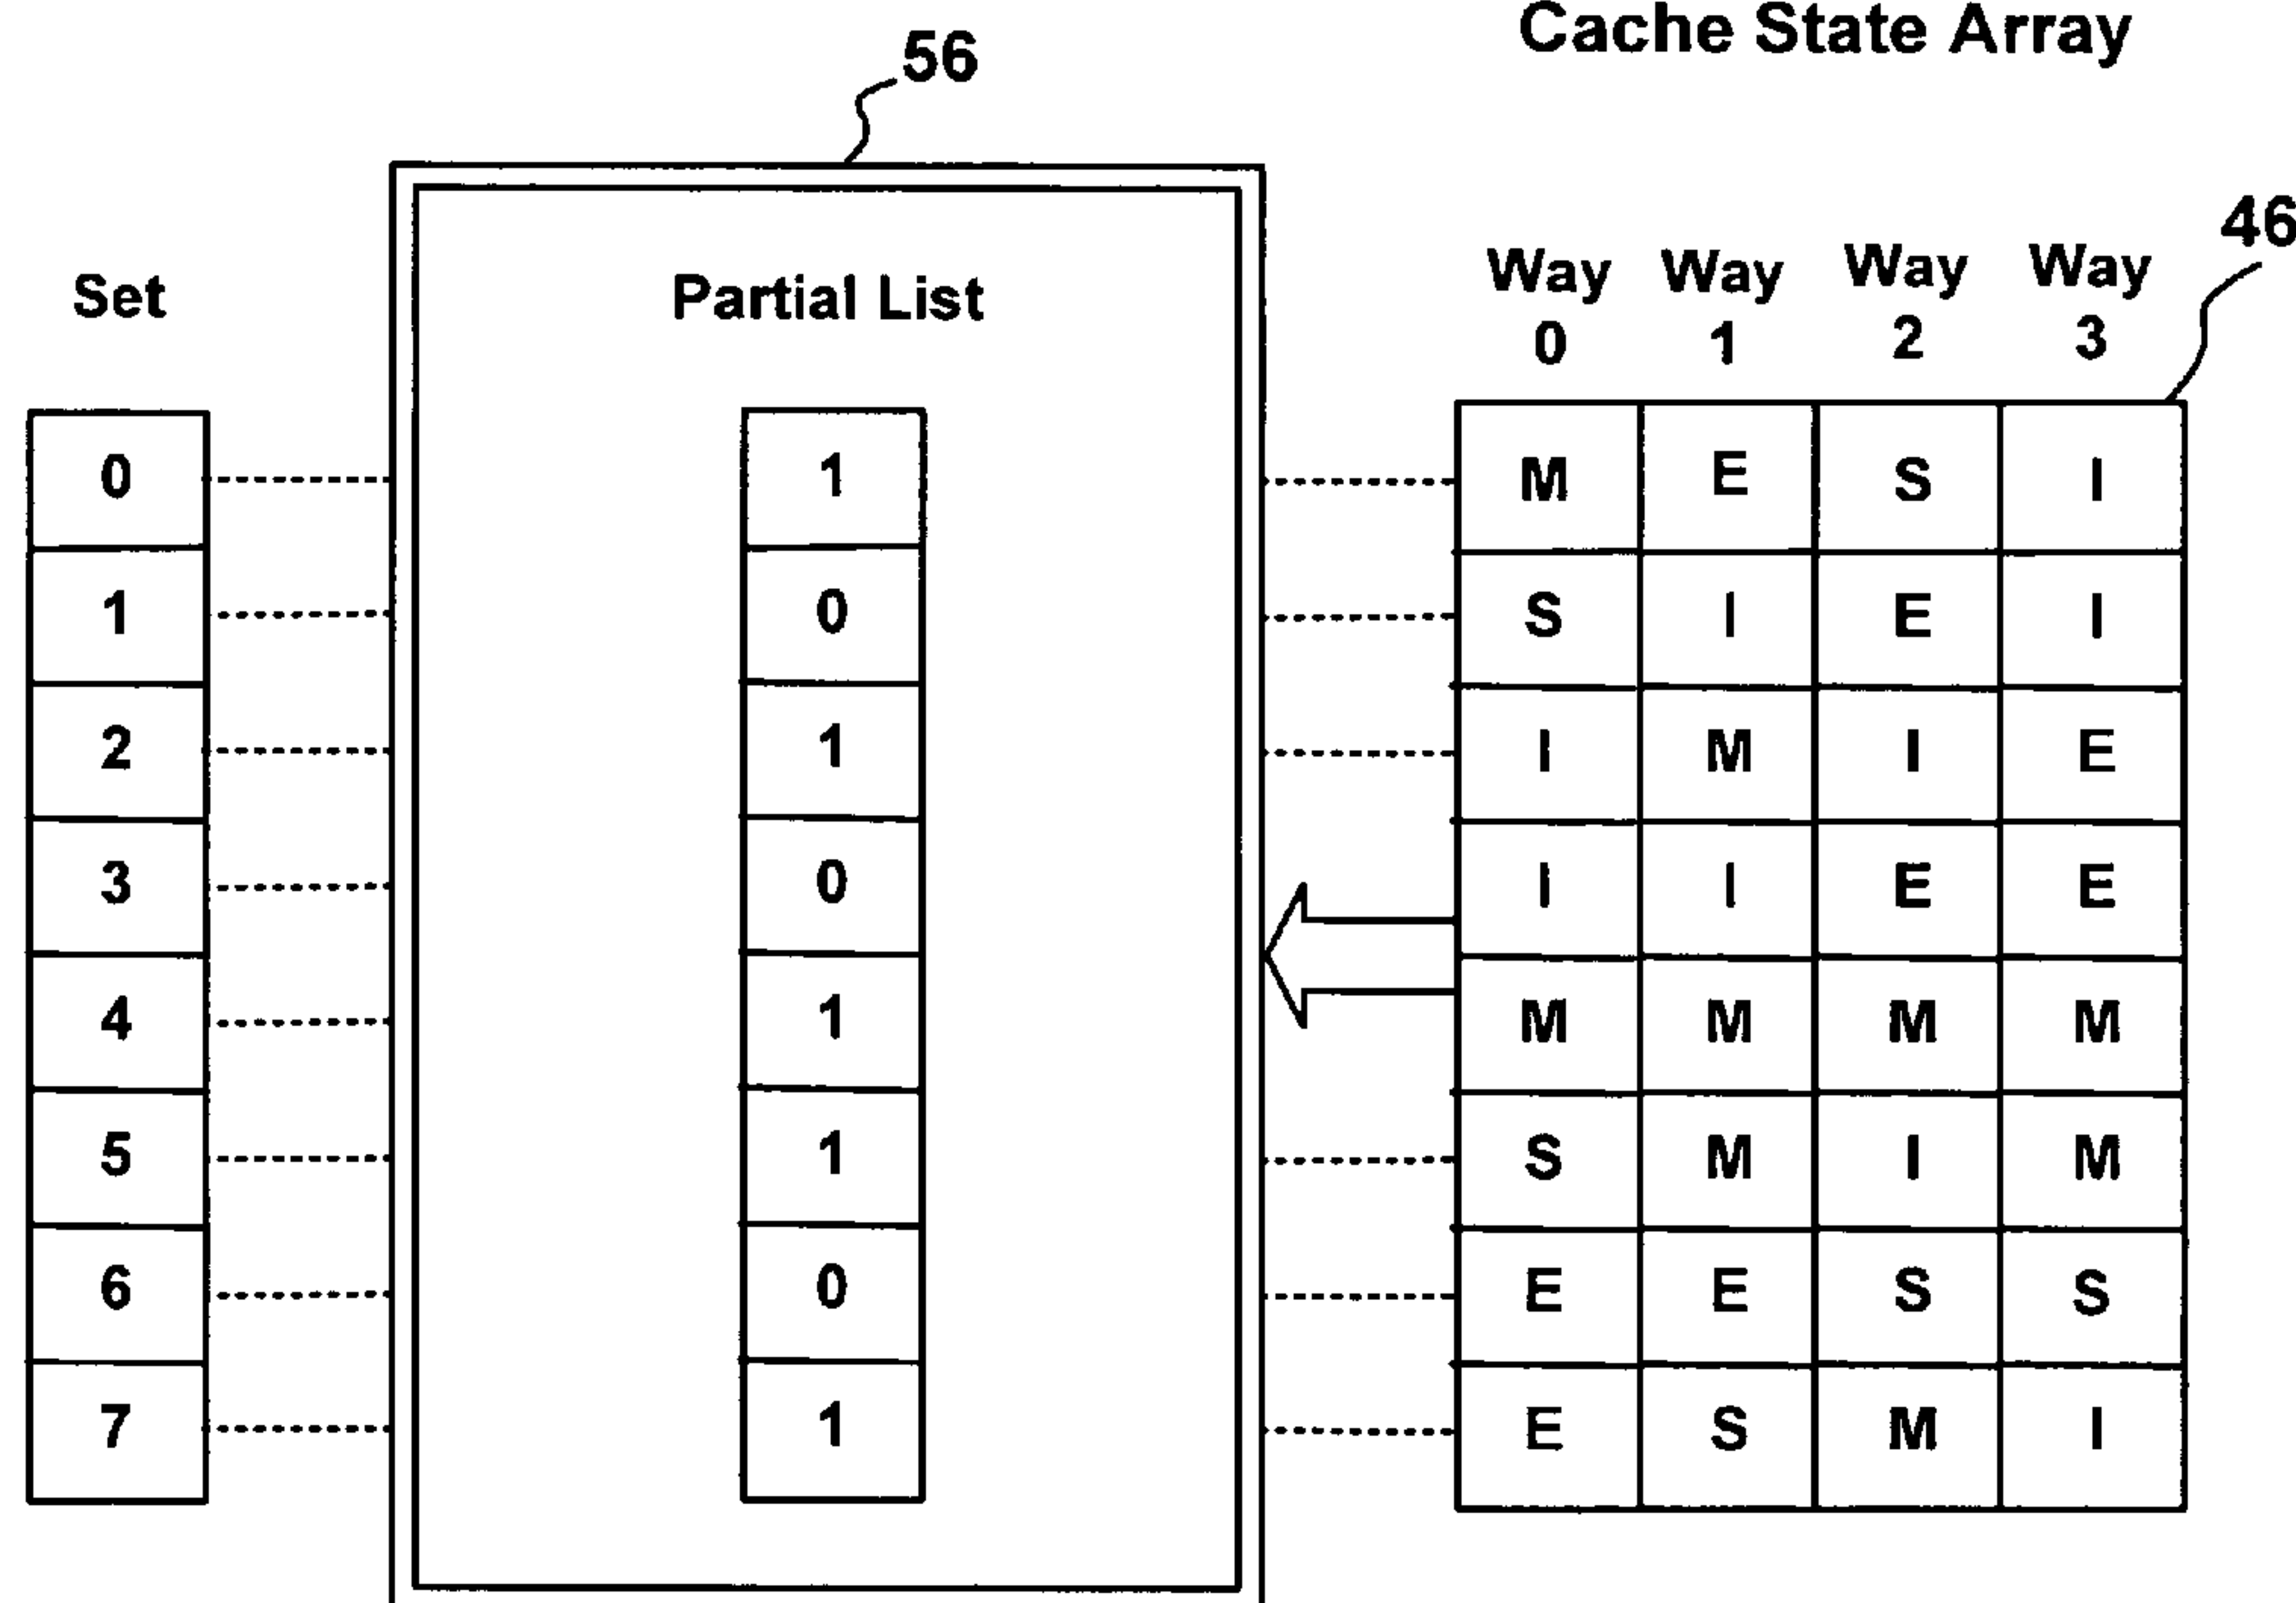 Cache State Array
56
46
Set
Partial List
Way 0
Way 1
Way 2
Way 3
0 1 M E S I
1 0 S I E I
2 1 I M I E
3 0 I I E E
4 1 M M M M
5 1 S M I M
6 0 E E S S
7 1 E S M I